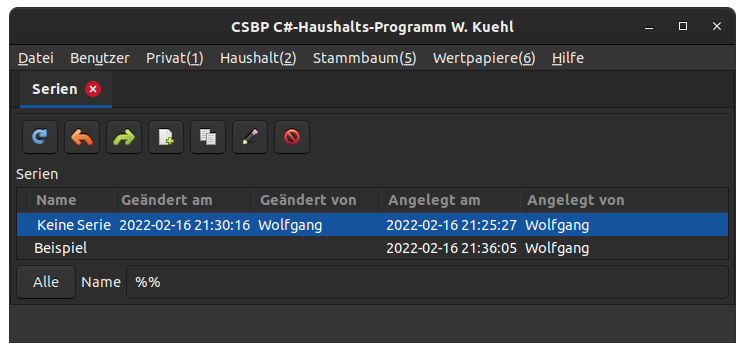 CSBP C#-Haushalts-Programm W. Kuehl
Datei Benutzer Privat(1) Haushalt(2) Stammbaum(5) Wertpapiere(6) Hilfe
Serien
Serien
Name Geändert am Geändert von Angelegt am Angelegt von
Keine Serie 2022-02-16 21:30:16 Wolfgang 2022-02-16 21:25:27 Wolfgang
Beispiel 2022-02-16 21:36:05 Wolfgang
Alle Name %%